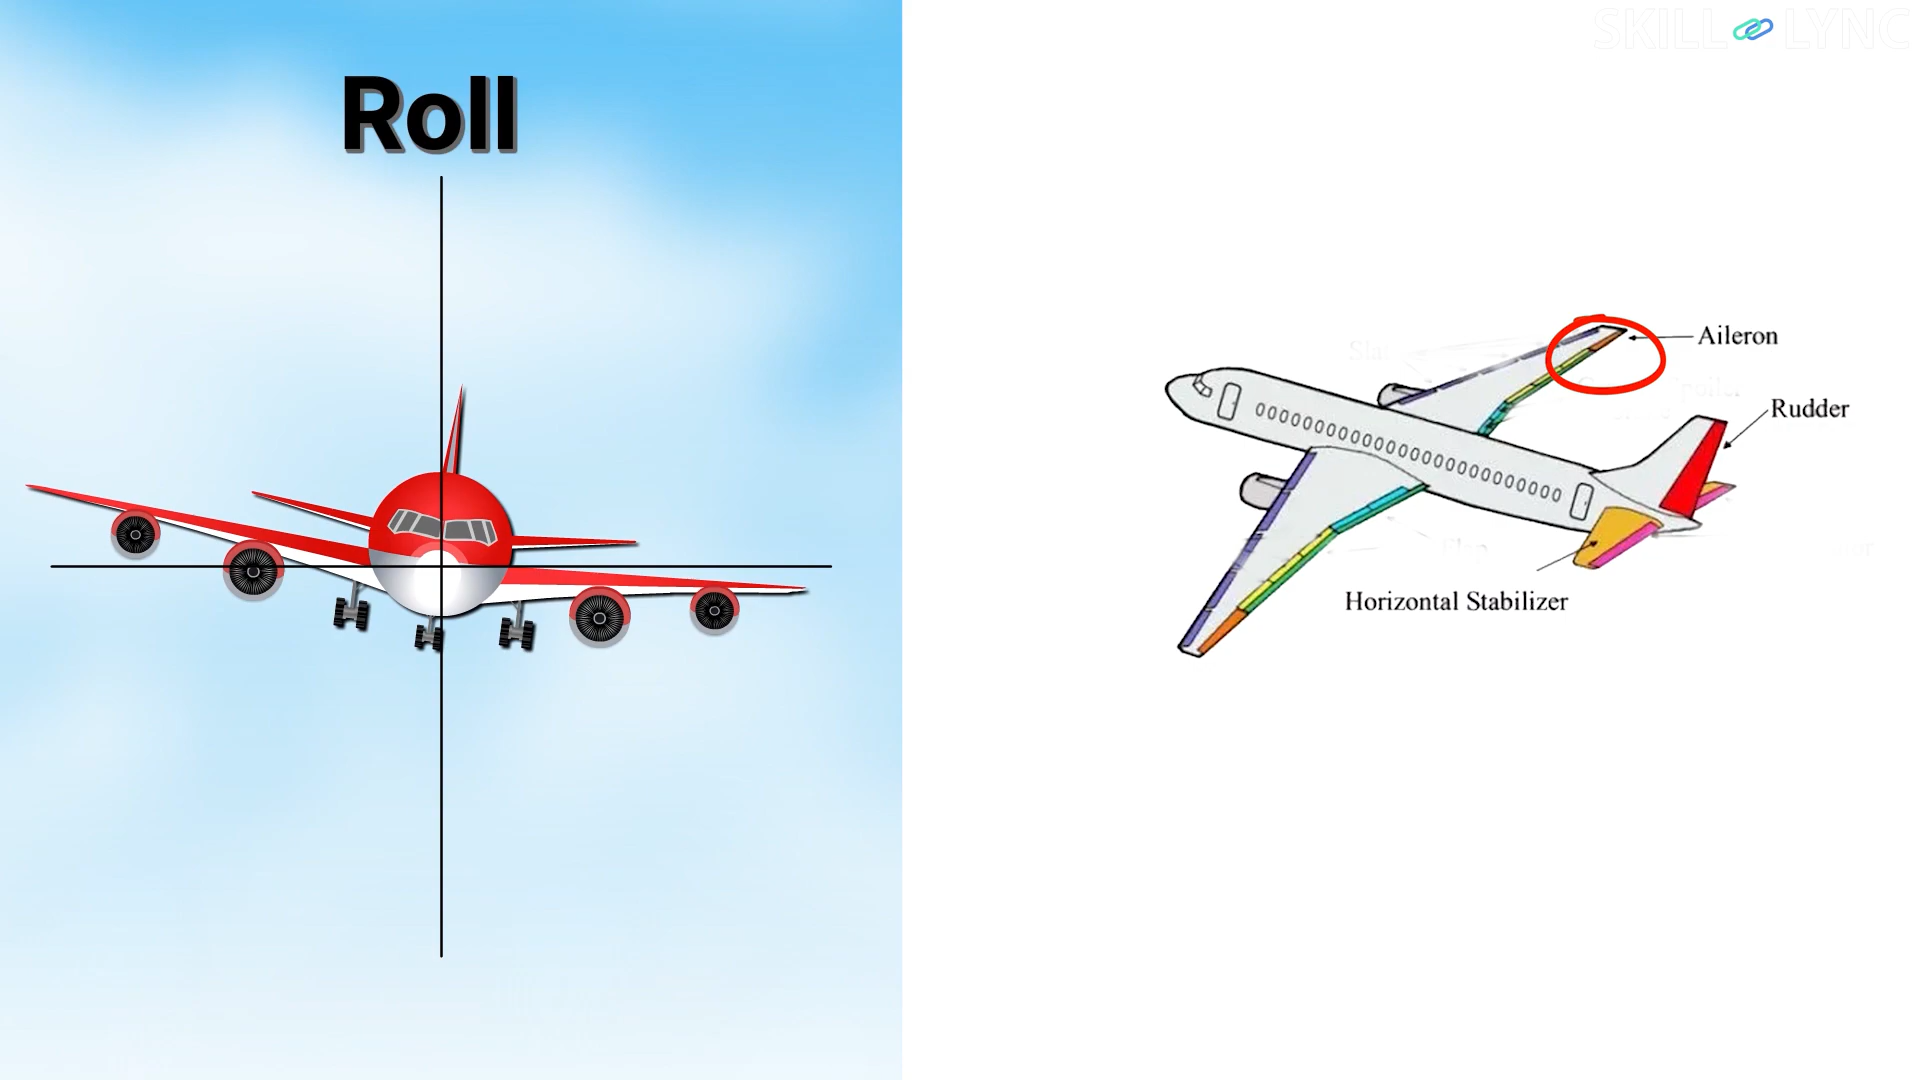 SKILL LYNC
Roll
Aileron
Rudder
Horizontal Stabilizer